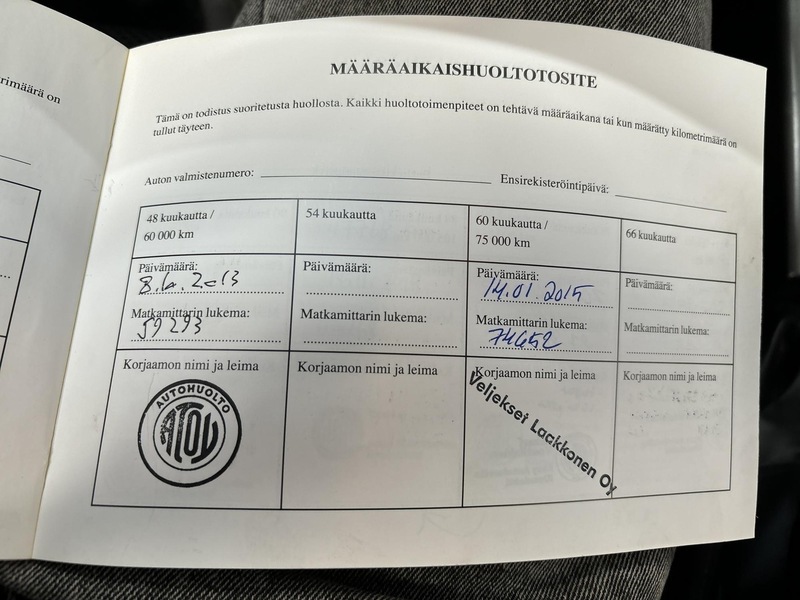 rimäärä on
MÄÄRÄAIKAISHUOLTOTOSITE
Tämä on todistus suoritetusta huollosta. Kaikki huoltotoimenpiteet on tehtävä määräaikana tai kun määrätty kilometrimäärä on
tullut täyteen.
Auton valmistenumero: Ensirekisteröintipäivä:
48 kuukautta /
60 000 km
54 kuukautta
60 kuukautta /
75 000 km
66 kuukautta
Päivämäärä:
8.6.2013
Päivämäärä:
Päivämäärä:
14.01.2015
Päivämäärä:
Matkamittarin lukema:
59293
Matkamittarin lukema:
Matkamittarin lukema:
74652
Matkamittarin lukema:
Korjaamon nimi ja leima
AUTOHUOLTO
ATOY
Korjaamon nimi ja leima
Korjaamon nimi ja leima
Veljekset Laakkonen Oy
Korjaamon nimi ja leima